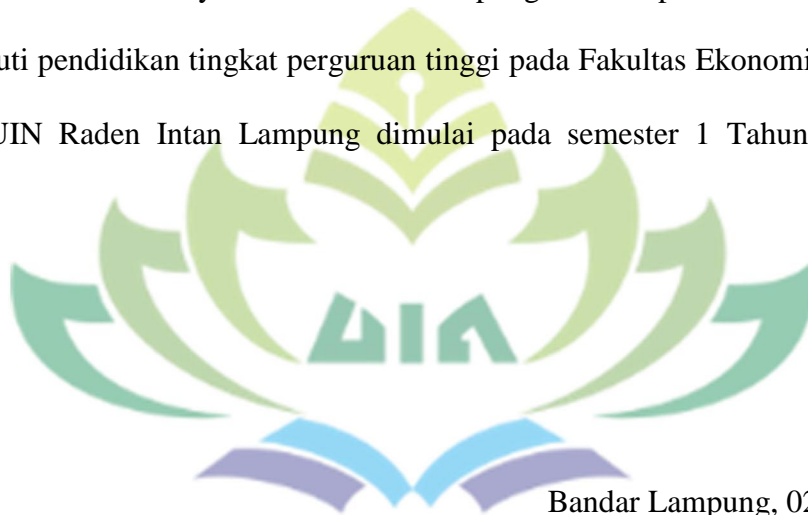 uti pendidikan tingkat perguruan tinggi pada Fakultas Ekonomi
UIN Raden Intan Lampung dimulai pada semester 1 Tahun
UIN
Bandar Lampung, 02